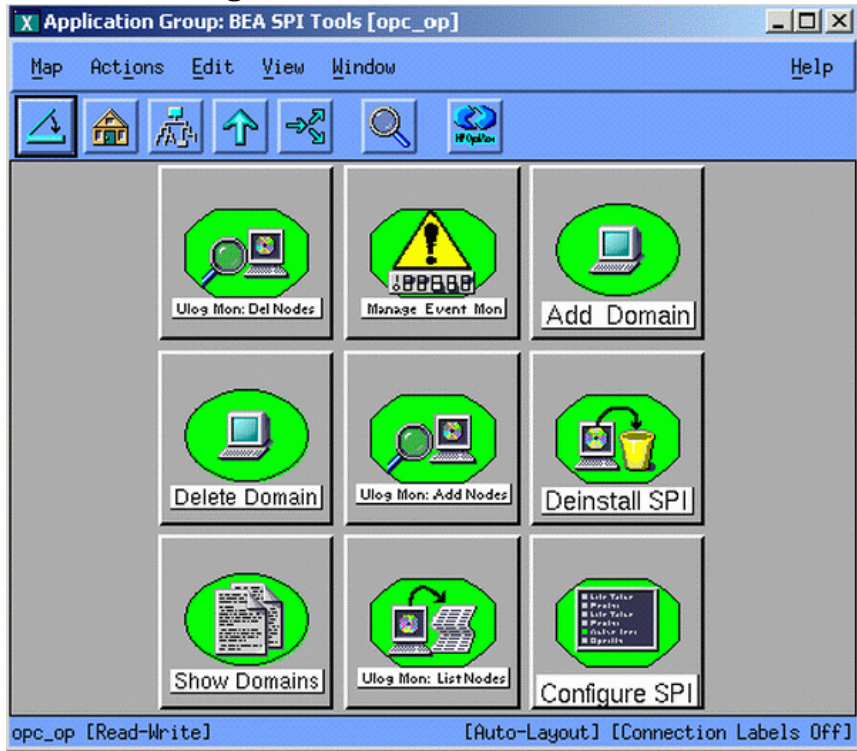 Application Group: BEA SPI Tools [opc_op]
Map Actions Edit View Window Help
HP OpenView
Ulog Mon: Del Nodes
Manage Event Mon
Add Domain
Delete Domain
Ulog Mon: Add Nodes
Deinstall SPI
Show Domains
Ulog Mon: List Nodes
Configure SPI
opc_op [Read-Write] [Auto-Layout] [Connection Labels Off]